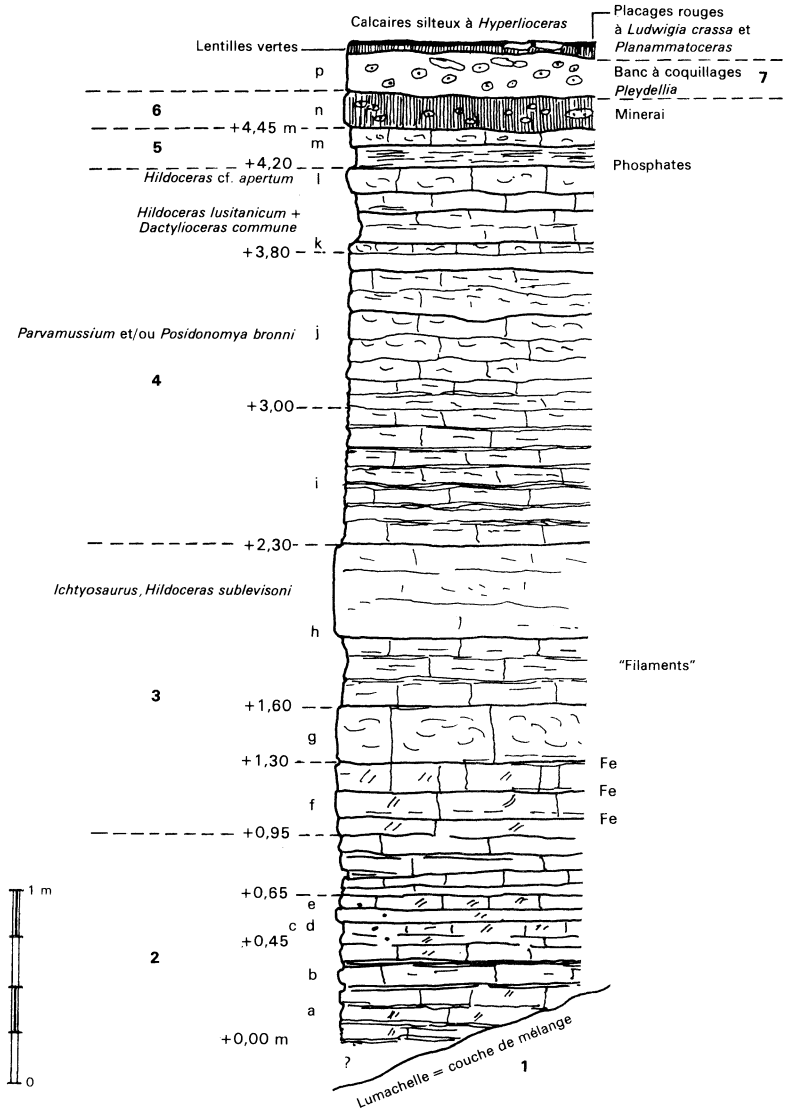 Calcaires silteux à Hyperlioceras
Placages rouges
à Ludwigia crassa et
Planammatoceras
Lentilles vertes
p
Banc à coquillages 7
Pleydellia
6
n
Minerai
+4,45 m
5
m
+4,20
Phosphates
Hildoceras cf. apertum
l
Hildoceras lusitanicum +
Dactylioceras commune
k
+3,80
Parvamussium et/ou Posidonomya bronni
j
4
+3,00
i
+2,30
Ichtyosaurus, Hildoceras sublevisoni
h
"Filaments"
3
+1,60
g
+1,30
Fe
Fe
f
Fe
+0,95
1 m
+0,65
e
c d
+0,45
2
b
a
+0,00 m
?
Lumachelle = couche de mélange
1
0